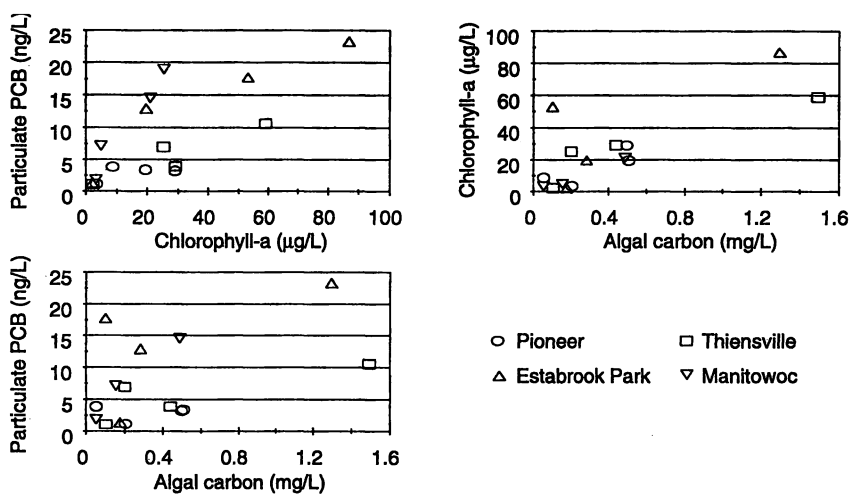 Particulate PCB (ng/L)
25
20
15
10
5
0
0 20 40 60 80 100
Chlorophyll-a (µg/L)
Chlorophyll-a (µg/L)
100
80
60
40
20
0
0 0.4 0.8 1.2 1.6
Algal carbon (mg/L)
Particulate PCB (ng/L)
25
20
15
10
5
0
0 0.4 0.8 1.2 1.6
Algal carbon (mg/L)
Pioneer
Thiensville
Estabrook Park
Manitowoc